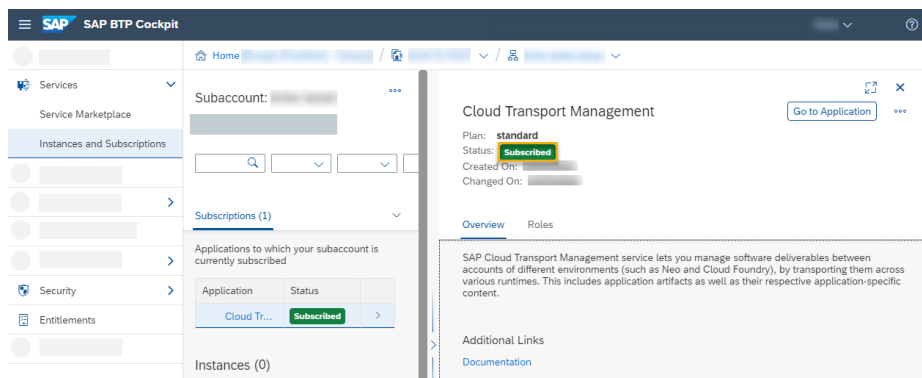 SAP SAP BTP Cockpit
Home / / 
Services
Service Marketplace
Instances and Subscriptions
Security
Entitlements
Subaccount:
Subscriptions (1)
Applications to which your subaccount is
currently subscribed
Application Status
Cloud Tr... Subscribed
Instances (0)
Cloud Transport Management
Go to Application
Plan: standard
Status: Subscribed
Created On:
Changed On:
Overview Roles
SAP Cloud Transport Management service lets you manage software deliverables between
accounts of different environments (such as Neo and Cloud Foundry), by transporting them across
various runtimes. This includes application artifacts as well as their respective application-specific
content.
Additional Links
Documentation